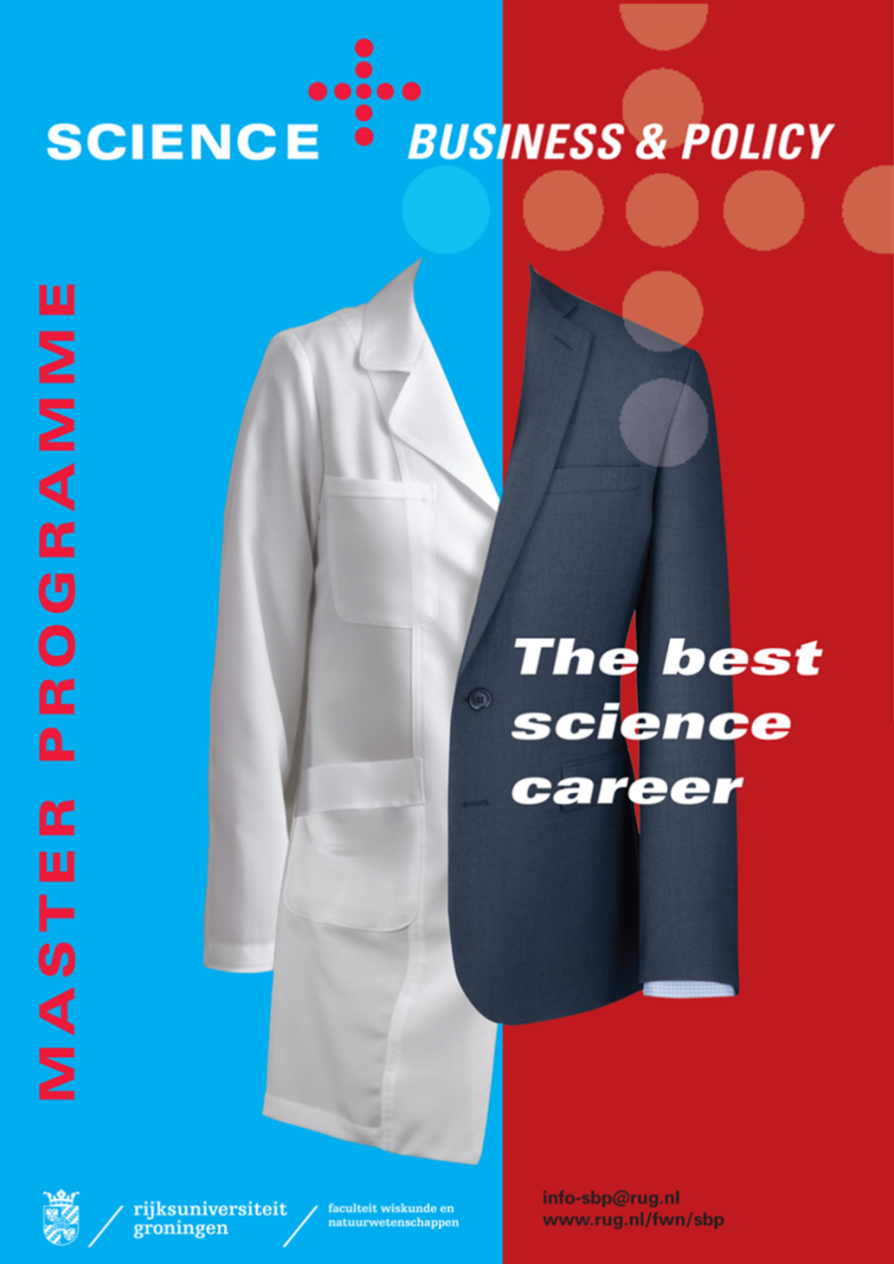 SCIENCE BUSINESS & POLICY
MASTER PROGRAMME
The best
science
career
rijksuniversiteit
groningen
faculteit wiskunde en
natuurwetenschappen
info-sbp@rug.nl
www.rug.nl/fwn/sbp